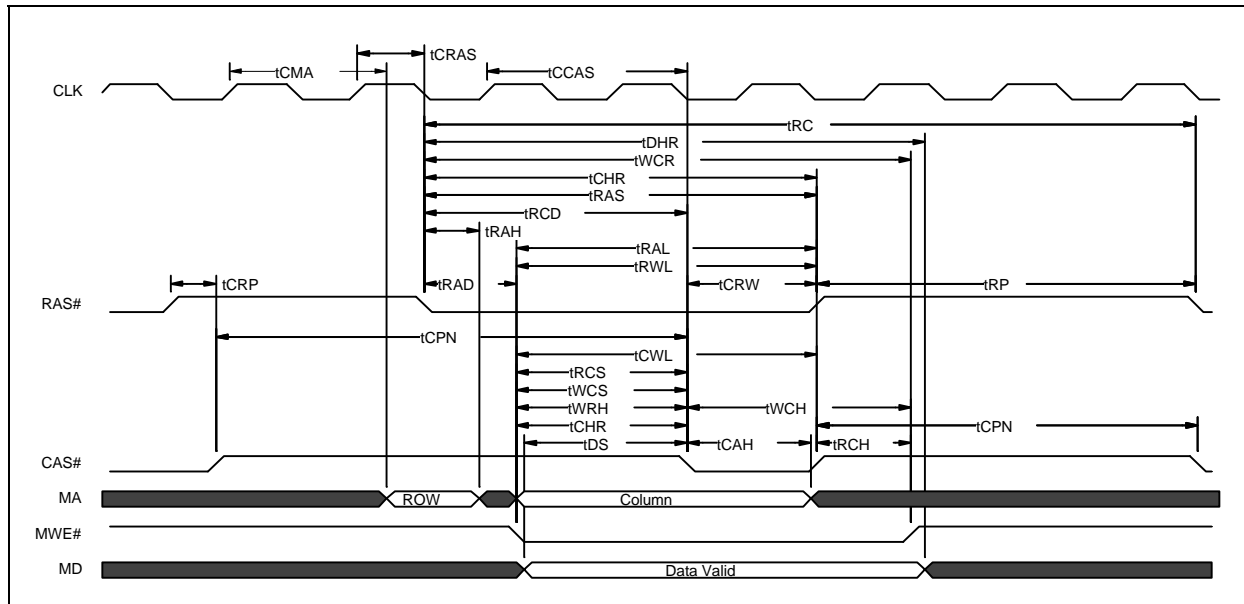 tCRAS
tCMA
tCCAS
CLK
tRC
tDHR
tWCR
tCHR
tRAS
tRCD
tRAH
tRAL
tRWL
tCRP
tRAD
tCRW
tRP
RAS#
tCPN
tCWL
tRCS
tWCS
tWRH
tWCH
tCHR
tCPN
tDS
tCAH
tRCH
CAS#
MA
ROW
Column
MWE#
MD
Data Valid